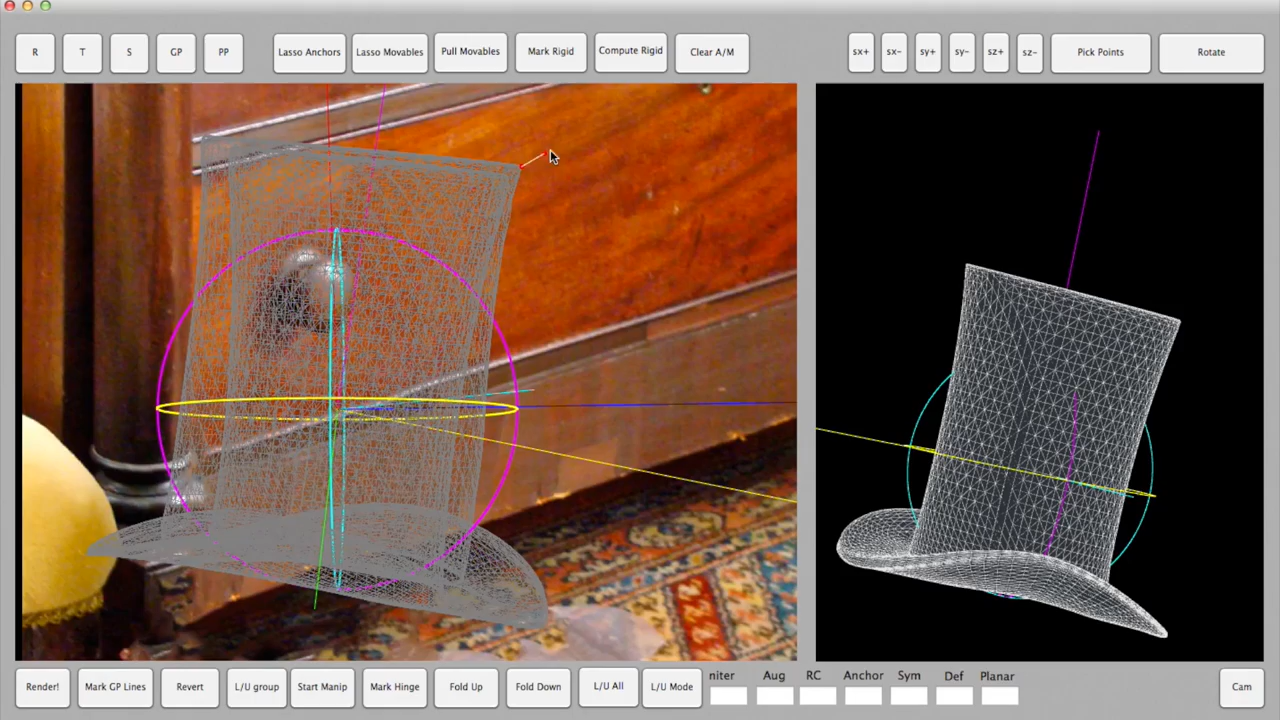 R T S GP PP Lasso Anchors Lasso Movables Pull Movables Mark Rigid Compute Rigid Clear A/M sx+ sx- sy+ sy- sz+ sz- Pick Points Rotate
Render! Mark GP Lines Revert L/U group Start Manip Mark Hinge Fold Up Fold Down L/U All L/U Mode niter Aug RC Anchor Sym Def Planar Cam